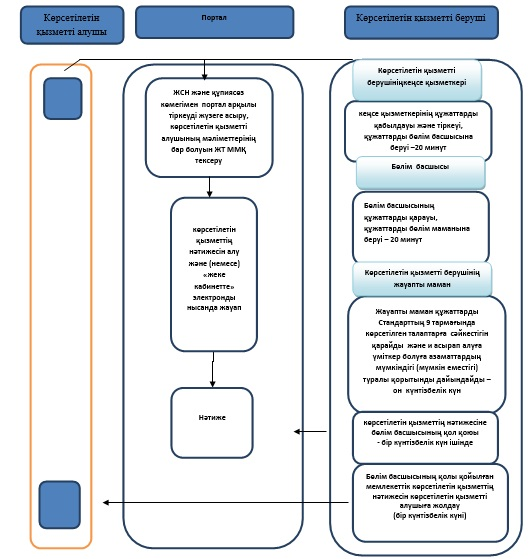 Көрсетілетін
қызметті алушы
Портал
Көрсетілетін қызметті беруші
ЖСН және құпиясөз
көмегімен портал арқылы
тіркеуді жүзеге асыру,
көрсетілетін қызметті
алушының мәліметтерінің
бар болуын ЖТ ММҚ
тексеру
көрсетілетін
қызметтің
нәтижесін алу
және (немесе)
«жеке
кабинетте»
электронды
нысанда жауап
Нәтиже
Көрсетілетін қызметті
берушініңкеңсе қызметкері
кеңсе қызметкерінің құжаттарды
қабылдауы және тіркеуі,
құжаттарды бөлім басшысына
беруі –20 минут
Бөлім басшысы
Бөлім басшысының
құжаттарды қарауы,
құжаттарды бөлім маманына
беруі – 20 минут
Көрсетілетін қызметті берушінің
жауапты маман
Жауапты маман құжаттарды
Стандарттың 9 тармағында
көрсетілген талаптарға сәйкестігін
қарайды және и асырап алуға
үміткер болуға азаматтардың
мүмкіндігі (мүмкін еместігі)
туралы қорытынды дайындайды –
он күнтізбелік күн
көрсетілетін қызметтің нәтижесіне
бөлім басшысының қол қоюы
- бір күнтізбелік күн ішінде
Бөлім басшысының қолы қойылған
мемлекеттік көрсетілетін қызметтің
нәтижесін көрсетілетін қызметті
алушыға жолдау
(бір күнтізбелік күні)